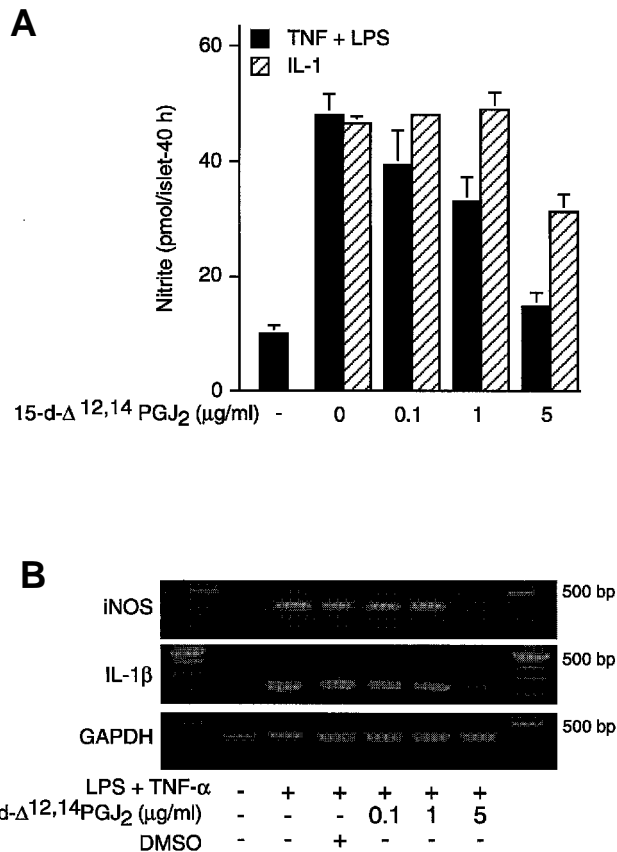 A
60
TNF + LPS
IL-1
40
20
0
Nitrite (pmol/islet-40 h)
15-d-Δ 12,14 PGJ2 (μg/ml) - 0 0.1 1 5
B
iNOS 500 bp
IL-1β 500 bp
GAPDH 500 bp
LPS + TNF-α - + + + + +
d-Δ12,14PGJ2 (μg/ml) - - - 0.1 1 5
DMSO - - + - - -